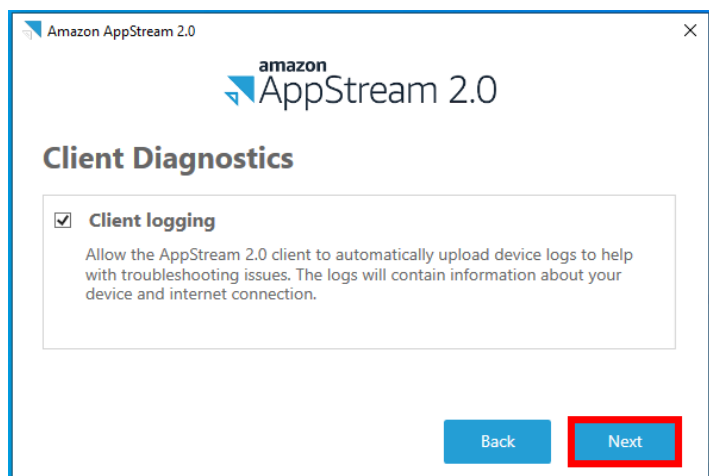 Amazon AppStream 2.0
amazon
AppStream 2.0
Client Diagnostics
Client logging
Allow the AppStream 2.0 client to automatically upload device logs to help
with troubleshooting issues. The logs will contain information about your
device and internet connection.
Back
Next